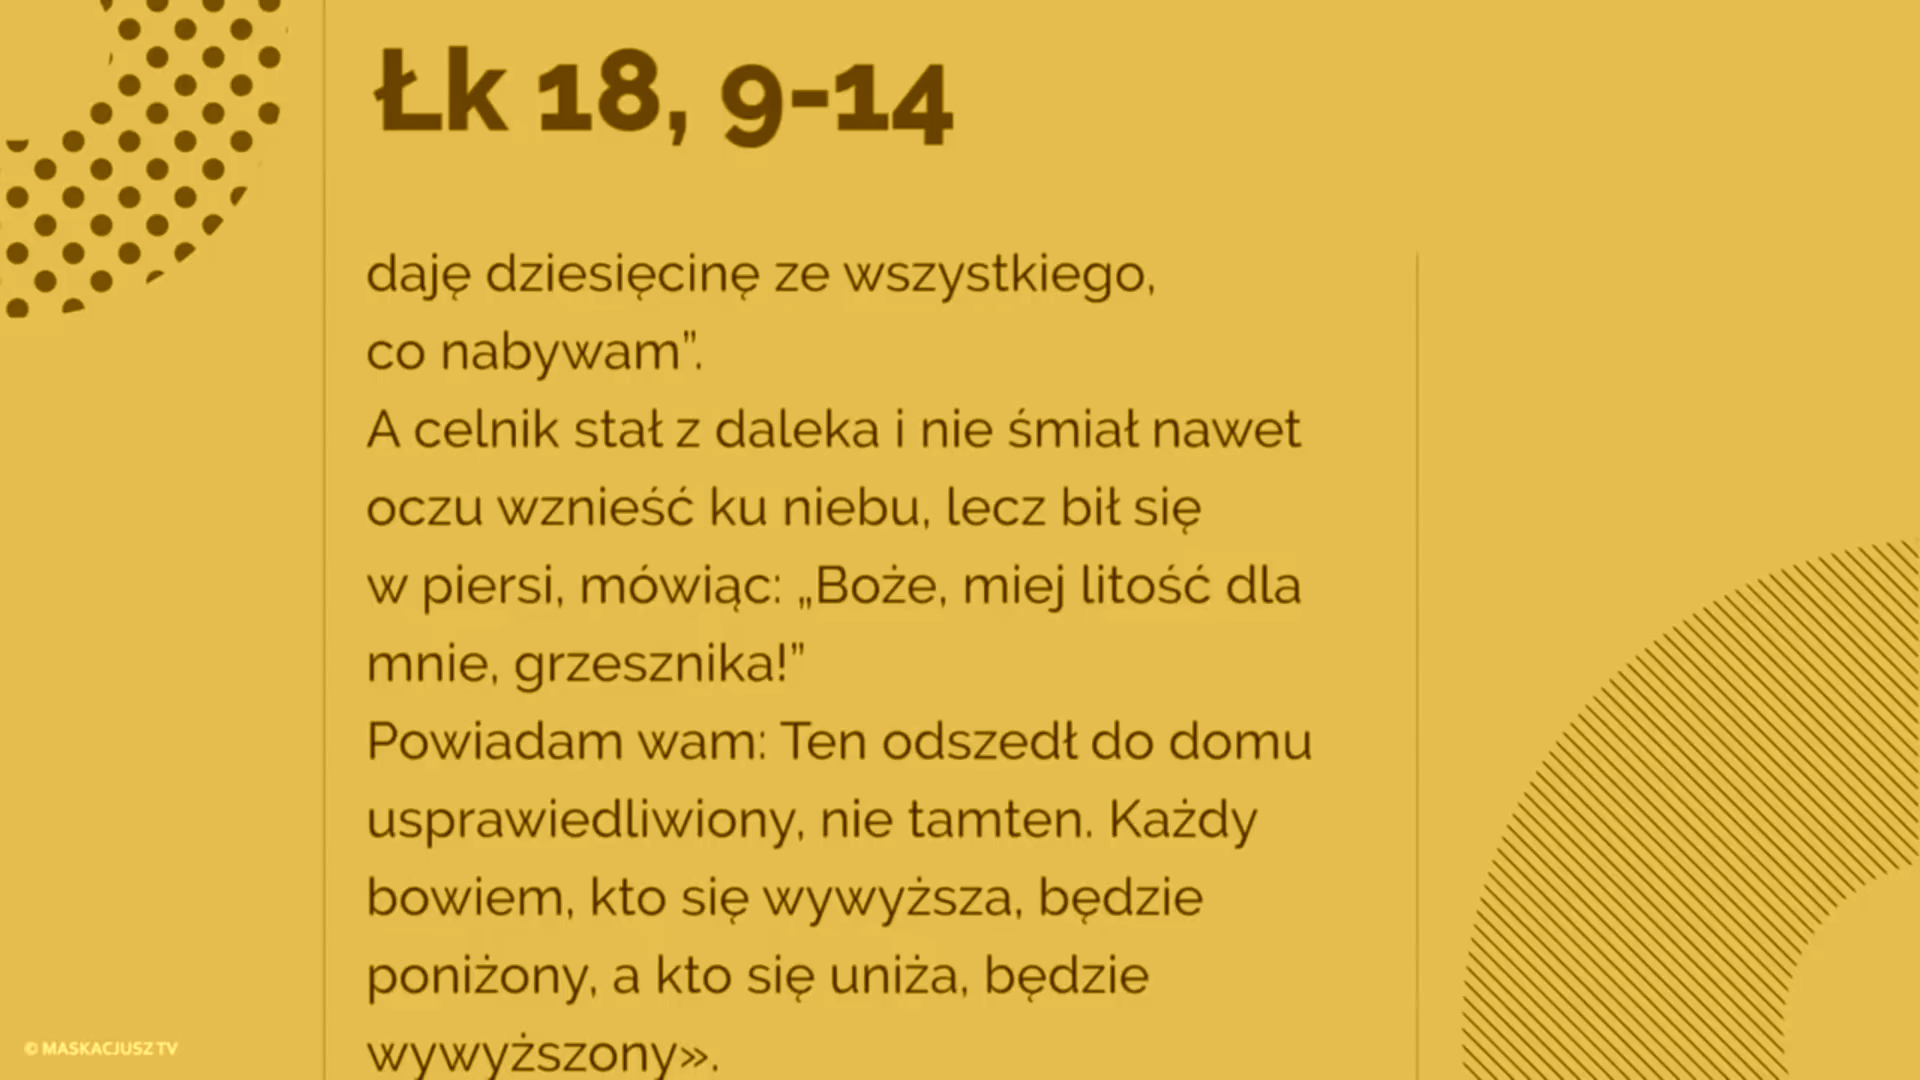 Łk 18, 9-14
daję dziesięcinę ze wszystkiego,
co nabywam”.
A celnik stał z daleka i nie śmiał nawet
oczu wznieść ku niebu, lecz bił się
w piersi, mówiąc: „Boże, miej litość dla
mnie, grzesznika!”
Powiadam wam: Ten odszedł do domu
usprawiedliwiony, nie tamten. Każdy
bowiem, kto się wywyższa, będzie
poniżony, a kto się uniża, będzie
wywyższony».
© MASKACJUSZ TV